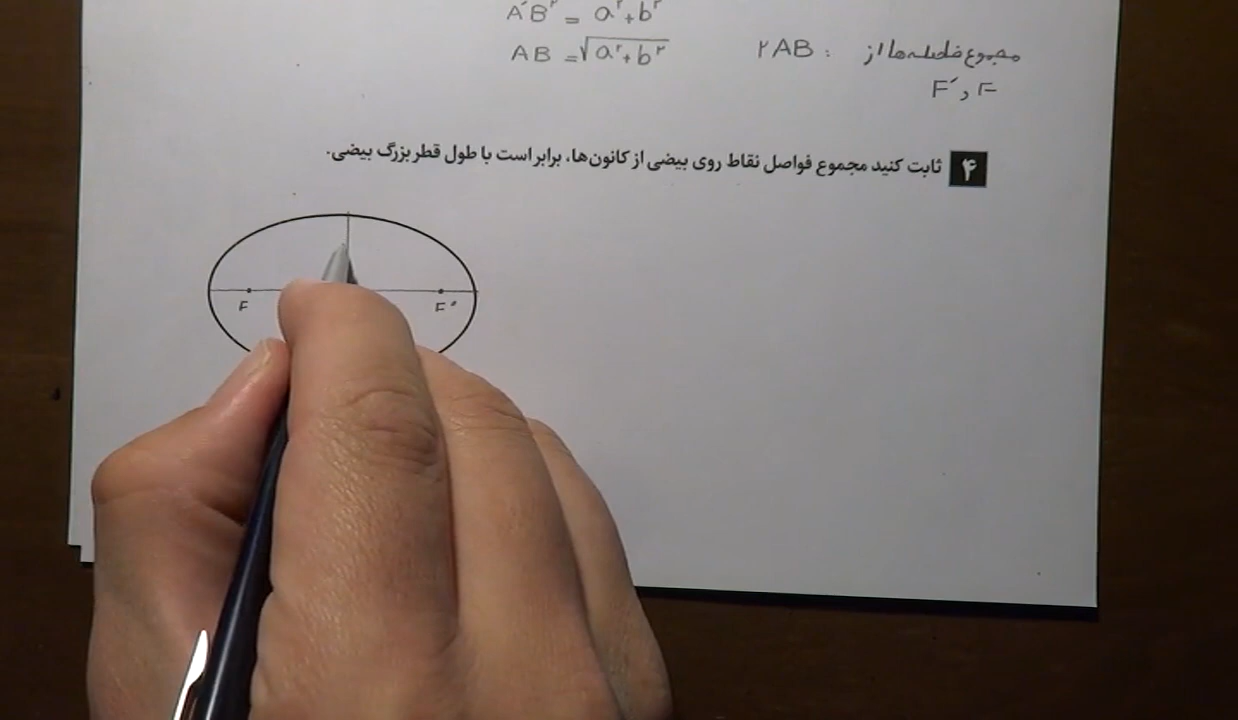 A´B² = a² + b²
AB = √a² + b²
مجموع فاصله ها از : ۲AB
F و F´
۴ ثابت کنید مجموع فواصل نقاط روی بیضی از کانون‌ها، برابر است با طول قطر بزرگ بیضی.
F F´